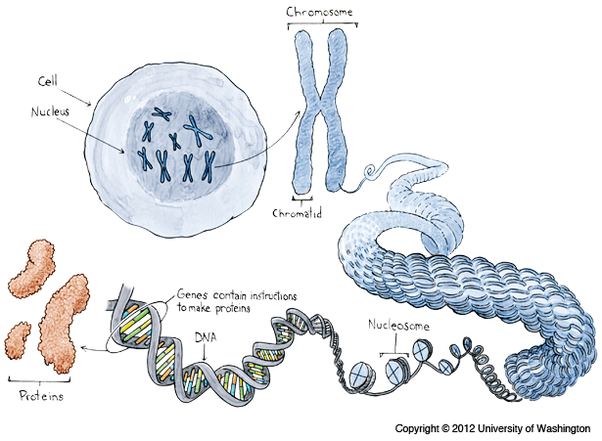 Chromosome
Cell
Nucleus
Chromatid
Genes contain instructions
to make proteins
DNA
Nucleosome
Proteins
Copyright © 2012 University of Washington